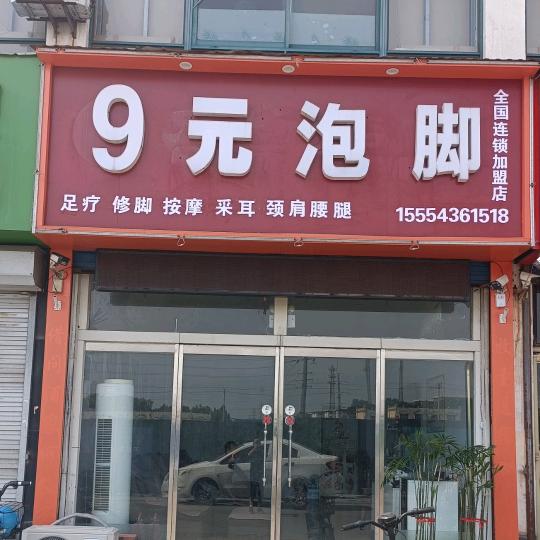 9元泡脚
全国连锁加盟店
足疗 修脚 按摩 采耳 颈肩腰腿
15554361518